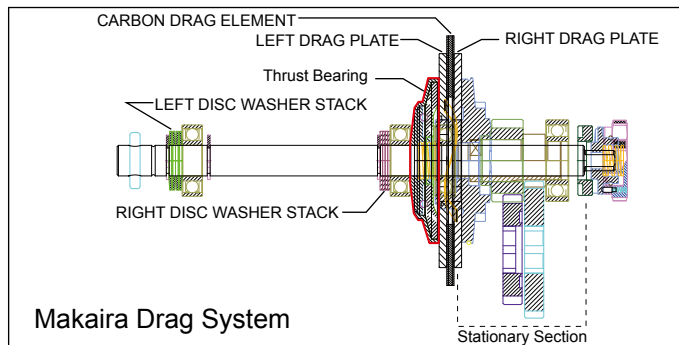 CARBON DRAG ELEMENT
LEFT DRAG PLATE
RIGHT DRAG PLATE
Thrust Bearing
LEFT DISC WASHER STACK
RIGHT DISC WASHER STACK
Makaira Drag System
Stationary Section